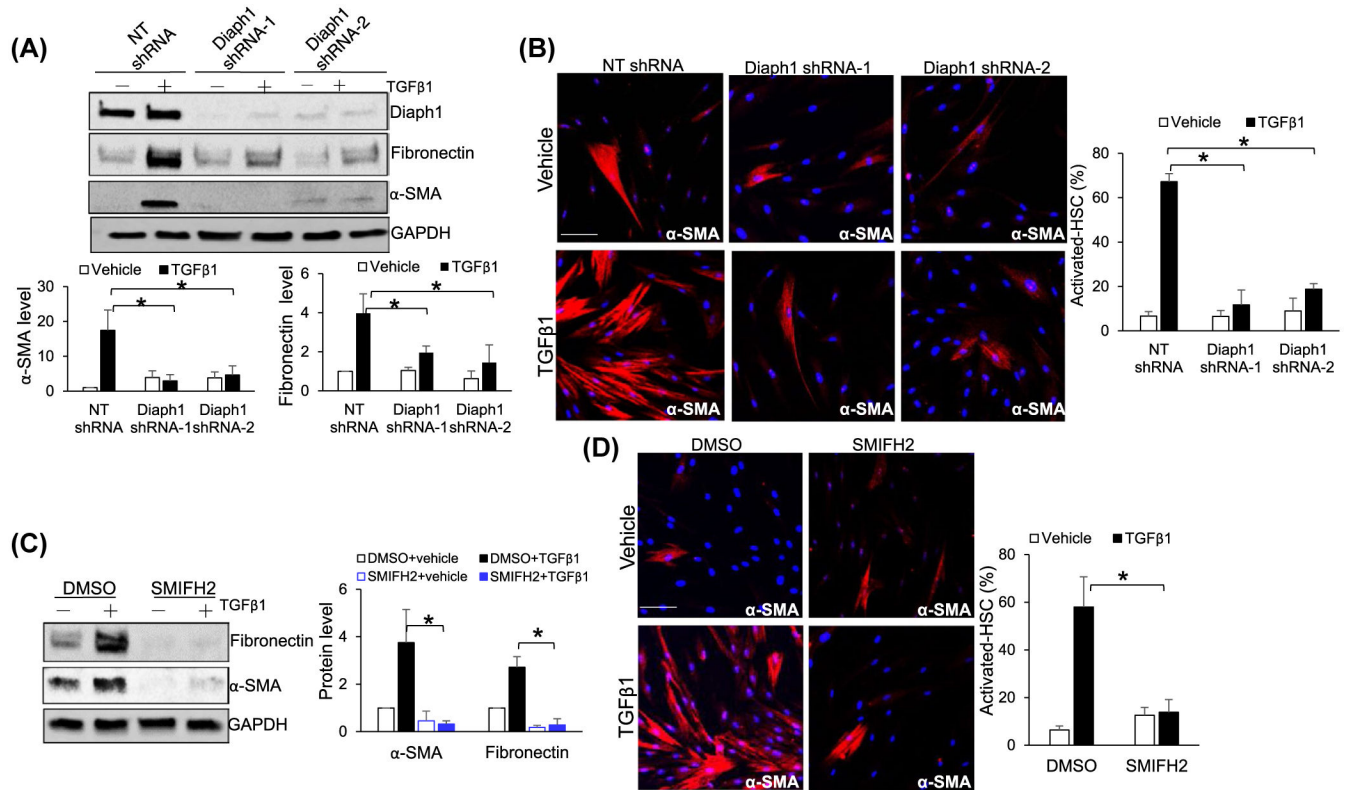 (A)
NT shRNA
Diaph1 shRNA-1
Diaph1 shRNA-2
− + − + − + TGFβ1
Diaph1
Fibronectin
α-SMA
GAPDH
Vehicle TGFβ1
α-SMA level
30
20
10
0
NT shRNA
Diaph1 shRNA-1
Diaph1 shRNA-2
*
*
Vehicle TGFβ1
Fibronectin level
6
4
2
0
NT shRNA
Diaph1 shRNA-1
Diaph1 shRNA-2
*
*
(B)
NT shRNA Diaph1 shRNA-1 Diaph1 shRNA-2
Vehicle
α-SMA α-SMA α-SMA
TGFβ1
α-SMA α-SMA α-SMA
Vehicle TGFβ1
Activated-HSC (%)
80
60
40
20
0
NT shRNA
Diaph1 shRNA-1
Diaph1 shRNA-2
*
*
(C)
DMSO SMIFH2
− + − + TGFβ1
Fibronectin
α-SMA
GAPDH
DMSO+vehicle DMSO+TGFβ1
SMIFH2+vehicle SMIFH2+TGFβ1
Protein level
6
4
2
0
α-SMA Fibronectin
*
*
(D)
DMSO SMIFH2
Vehicle
α-SMA α-SMA
TGFβ1
α-SMA α-SMA
Vehicle TGFβ1
Activated-HSC (%)
80
60
40
20
0
DMSO SMIFH2
*